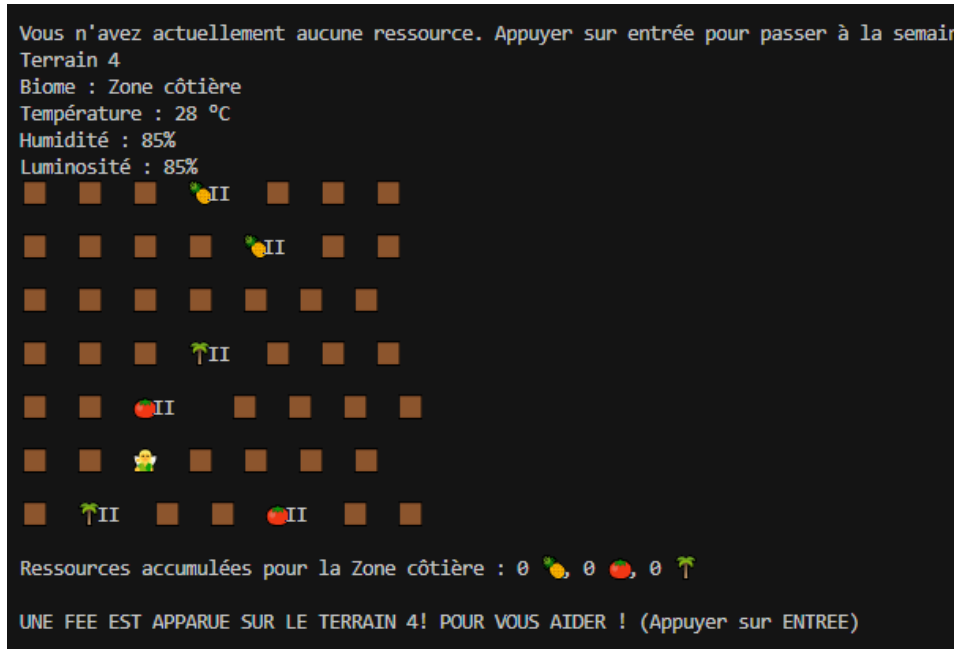 Vous n'avez actuellement aucune ressource. Appuyer sur entrée pour passer à la
Terrain 4
Biome : Zone côtière
Température : 28 °C
Humidité : 85%
Luminosité : 85%
II
II
II
II
II II
Ressources accumulées pour la Zone côtière : 0 🍍, 0 🍅, 0 🌴
UNE FEE EST APPARUE SUR LE TERRAIN 4! POUR VOUS AIDER ! (Appuyer sur ENTREE)